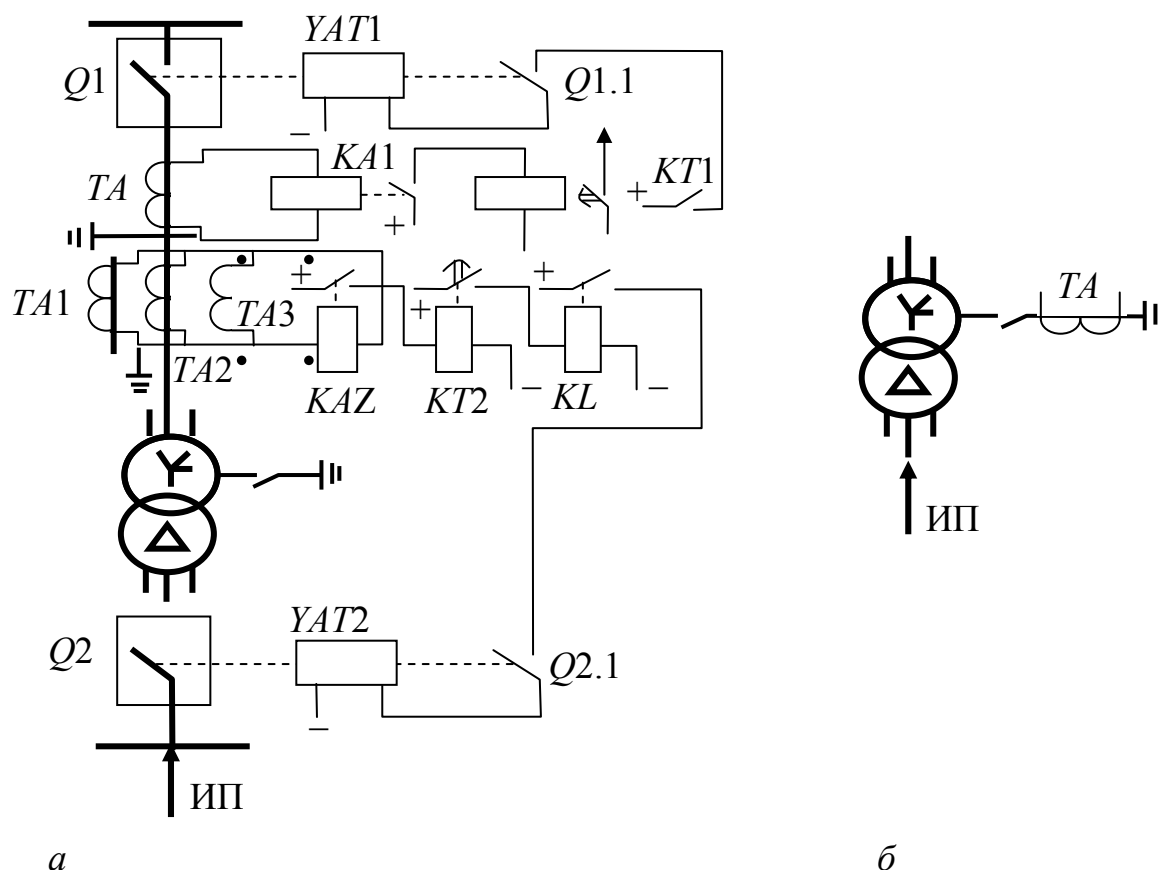 YAT1
Q1
Q1.1
–
KA1
KT1
TA
+
+
TA1
TA3
+
+
+
TA
TA2
KAZ
KT2
–
KL
–
ИП
YAT2
Q2
Q2.1
–
ИП
а
б